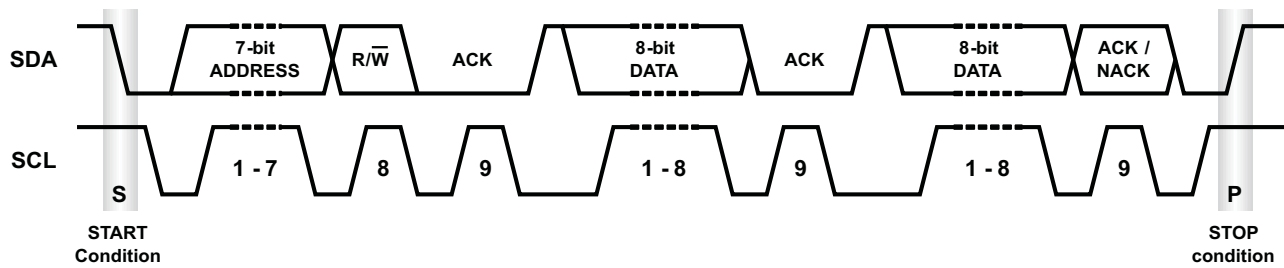 SDA
7-bit
ADDRESS
R/W̅
ACK
8-bit
DATA
ACK
8-bit
DATA
ACK /
NACK
SCL
1 - 7
8
9
1 - 8
9
1 - 8
9
S
P
START
Condition
STOP
condition